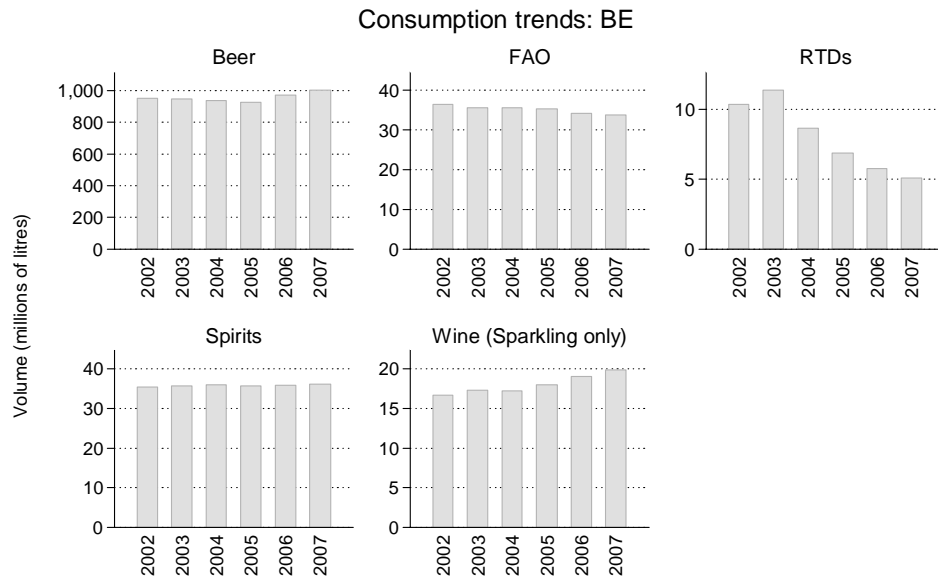 Consumption trends: BE
Beer
FAO
RTDs
1,000
800
600
400
200
0
40
30
20
10
0
10
5
0
2002 2003 2004 2005 2006 2007
2002 2003 2004 2005 2006 2007
2002 2003 2004 2005 2006 2007
Volume (millions of litres)
Spirits
Wine (Sparkling only)
40
30
20
10
0
20
15
10
5
0
2002 2003 2004 2005 2006 2007
2002 2003 2004 2005 2006 2007